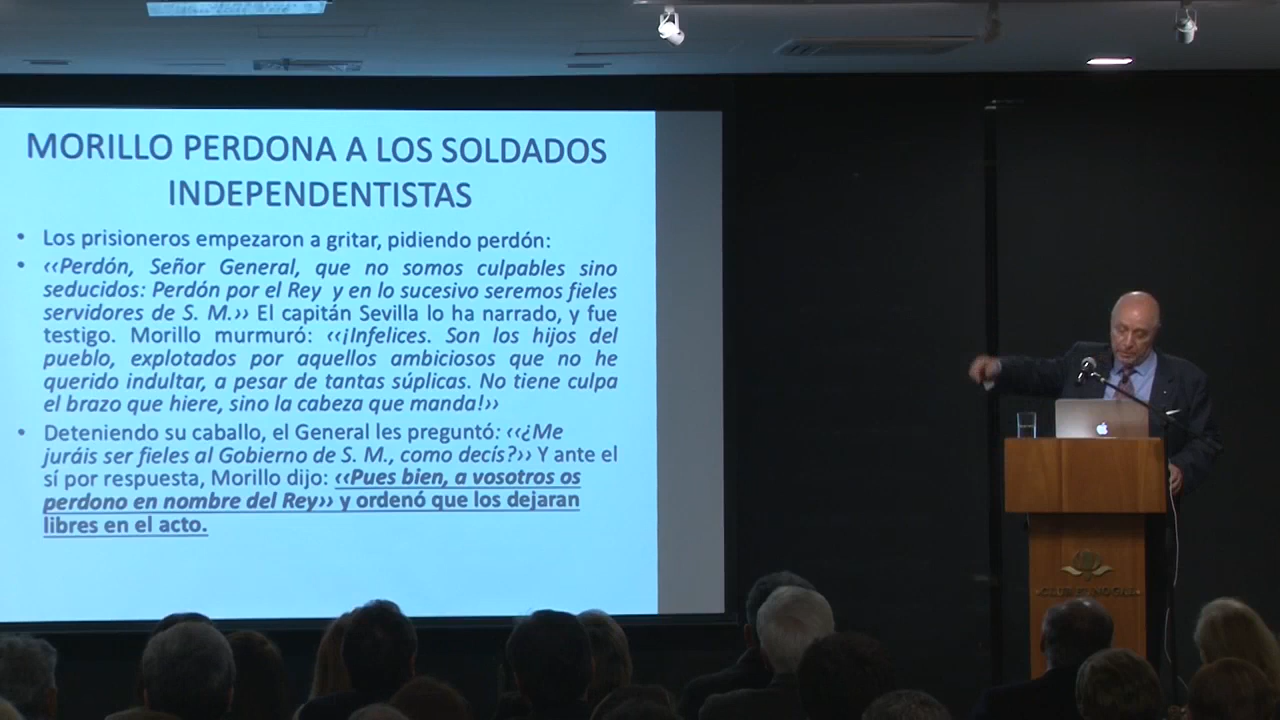 MORILLO PERDONA A LOS SOLDADOS
INDEPENDENTISTAS
• Los prisioneros empezaron a gritar, pidiendo perdón:
• ‹‹Perdón, Señor General, que no somos culpables sino
seducidos: Perdón por el Rey y en lo sucesivo seremos fieles
servidores de S. M.›› El capitán Sevilla lo ha narrado, y fue
testigo. Morillo murmuró: ‹‹¡Infelices. Son los hijos del
pueblo, explotados por aquellos ambiciosos que no he
querido indultar, a pesar de tantas súplicas. No tiene culpa
el brazo que hiere, sino la cabeza que manda!››
• Deteniendo su caballo, el General les preguntó: ‹‹¿Me
juráis ser fieles al Gobierno de S. M., como decís?›› Y ante el
sí por respuesta, Morillo dijo: ‹‹Pues bien, a vosotros os
perdono en nombre del Rey›› y ordenó que los dejaran
libres en el acto.
CLUB EL NOGAL